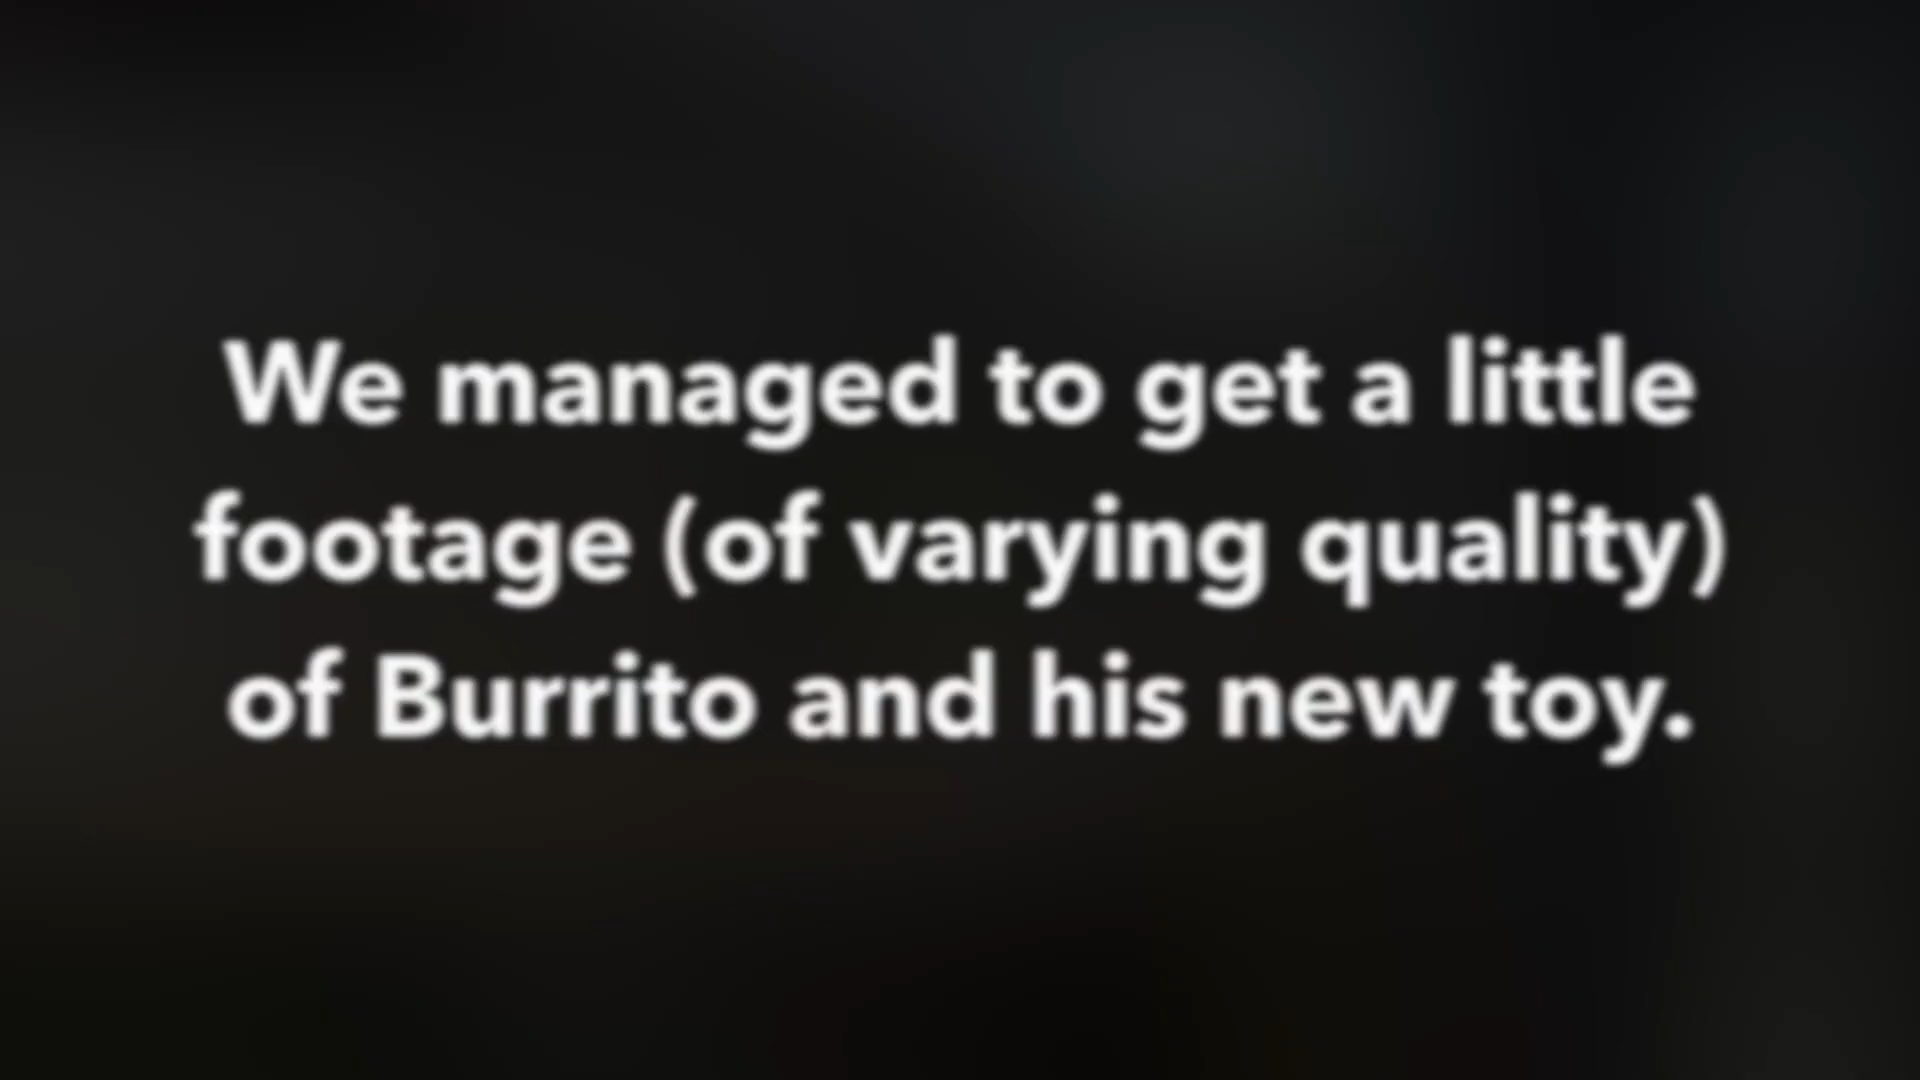 We managed to get a little
footage (of varying quality)
of Burrito and his new toy.